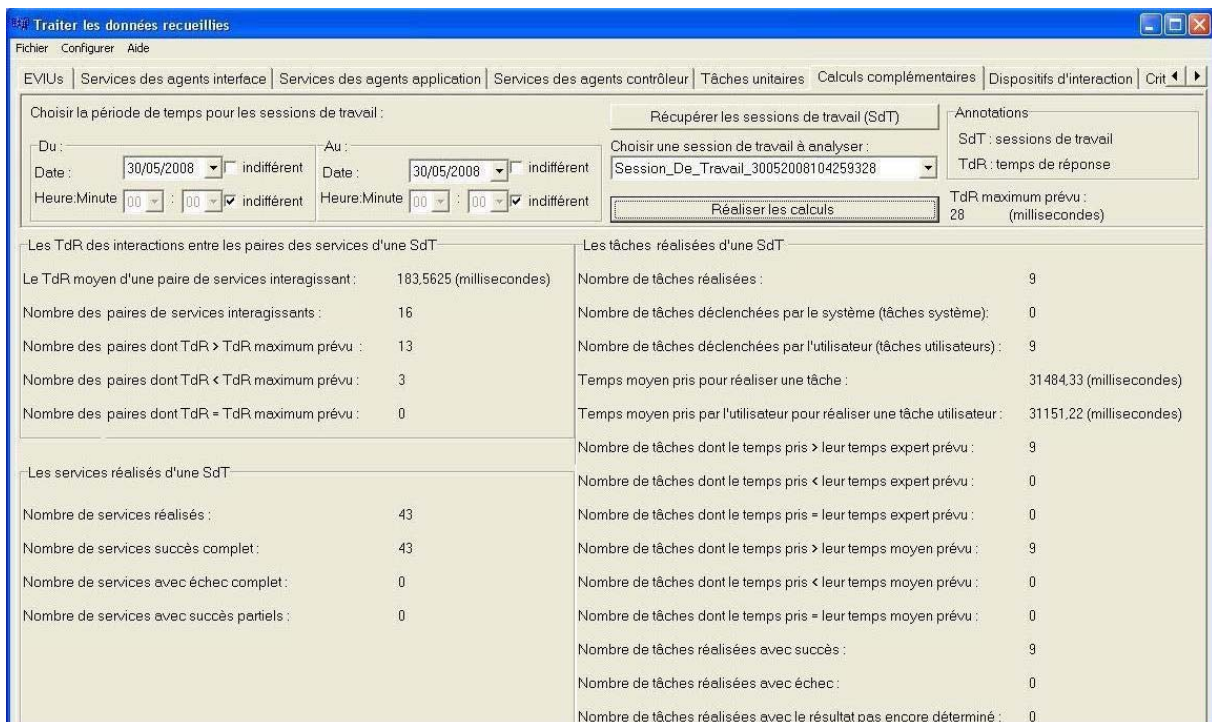 Traiter les données recueillies
Fichier Configurer Aide
EVIUs Services des agents interface Services des agents application Services des agents contrôleur Tâches unitaires Calculs complémentaires Dispositifs d'interaction Crit
Choisir la période de temps pour les sessions de travail :
Du :
Date : 30/05/2008 indifférent
Heure:Minute 00 : 00 indifférent
Au :
Date : 30/05/2008 indifférent
Heure:Minute 00 : 00 indifférent
Récupérer les sessions de travail (SdT)
Choisir une session de travail à analyser :
Session_De_Travail_30052008104259328
Réaliser les calculs
Annotations
SdT : sessions de travail
TdR : temps de réponse
TdR maximum prévu :
28 (millisecondes)
Les TdR des interactions entre les paires des services d'une SdT
Le TdR moyen d'une paire de services interagissant : 183,5625 (millisecondes)
Nombre des paires de services interagissants : 16
Nombre des paires dont TdR > TdR maximum prévu : 13
Nombre des paires dont TdR < TdR maximum prévu : 3
Nombre des paires dont TdR = TdR maximum prévu : 0
Les services réalisés d'une SdT
Nombre de services réalisés : 43
Nombre de services succès complet : 43
Nombre de services avec échec complet : 0
Nombre de services avec succès partiels : 0
Les tâches réalisées d'une SdT
Nombre de tâches réalisées : 9
Nombre de tâches déclenchées par le système (tâches système): 0
Nombre de tâches déclenchées par l'utilisateur (tâches utilisateurs) : 9
Temps moyen pris pour réaliser une tâche : 31484,33 (millisecondes)
Temps moyen pris par l'utilisateur pour réaliser une tâche utilisateur : 31151,22 (millisecondes)
Nombre de tâches dont le temps pris > leur temps expert prévu : 9
Nombre de tâches dont le temps pris < leur temps expert prévu : 0
Nombre de tâches dont le temps pris = leur temps expert prévu : 0
Nombre de tâches dont le temps pris > leur temps moyen prévu : 9
Nombre de tâches dont le temps pris < leur temps moyen prévu : 0
Nombre de tâches dont le temps pris = leur temps moyen prévu : 0
Nombre de tâches réalisées avec succès : 9
Nombre de tâches réalisées avec échec : 0
Nombre de tâches réalisées avec le résultat pas encore déterminé : 0